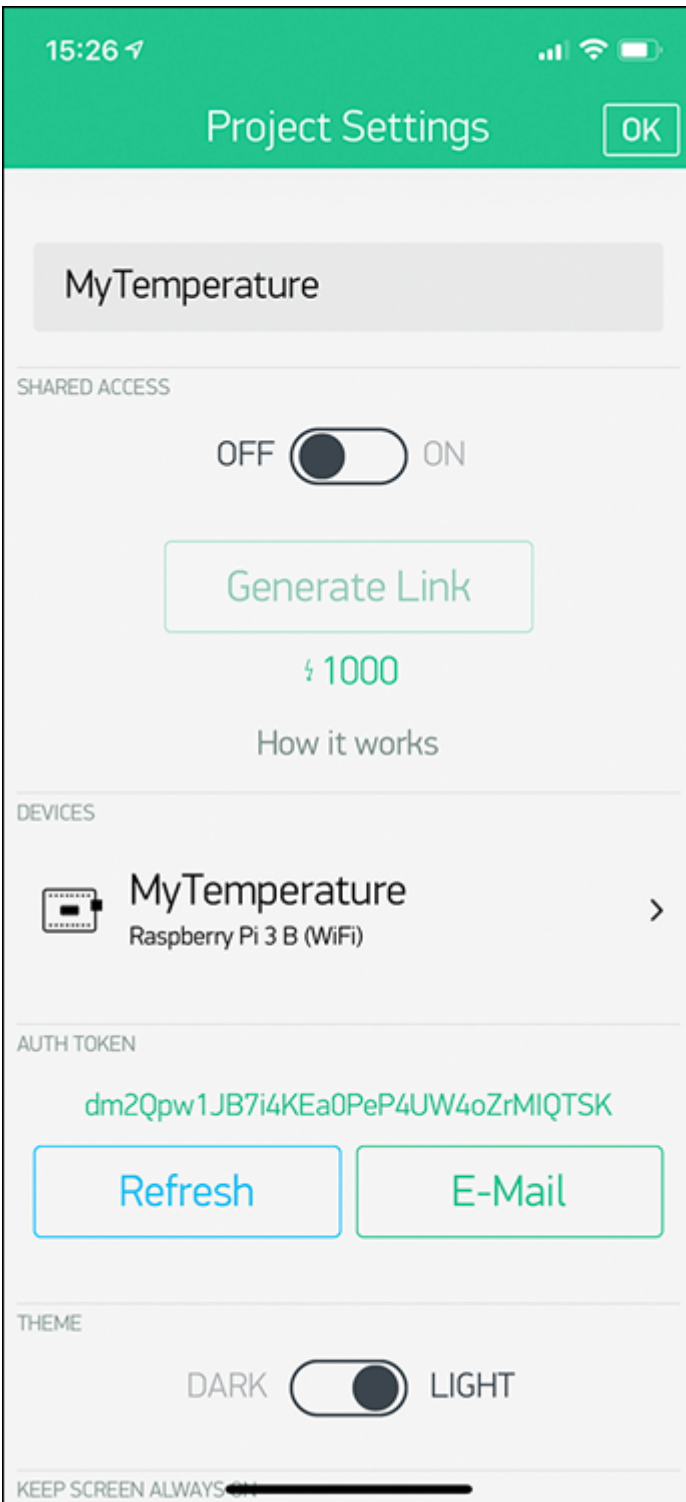 15:26
Project Settings
OK
MyTemperature
SHARED ACCESS
OFF ON
Generate Link
1000
How it works
DEVICES
MyTemperature
Raspberry Pi 3 B (WiFi)
AUTH TOKEN
dm2Qpw1JB7i4KEa0PeP4UW4oZrMIQTSK
Refresh E-Mail
THEME
DARK LIGHT
KEEP SCREEN ALWAYS ON